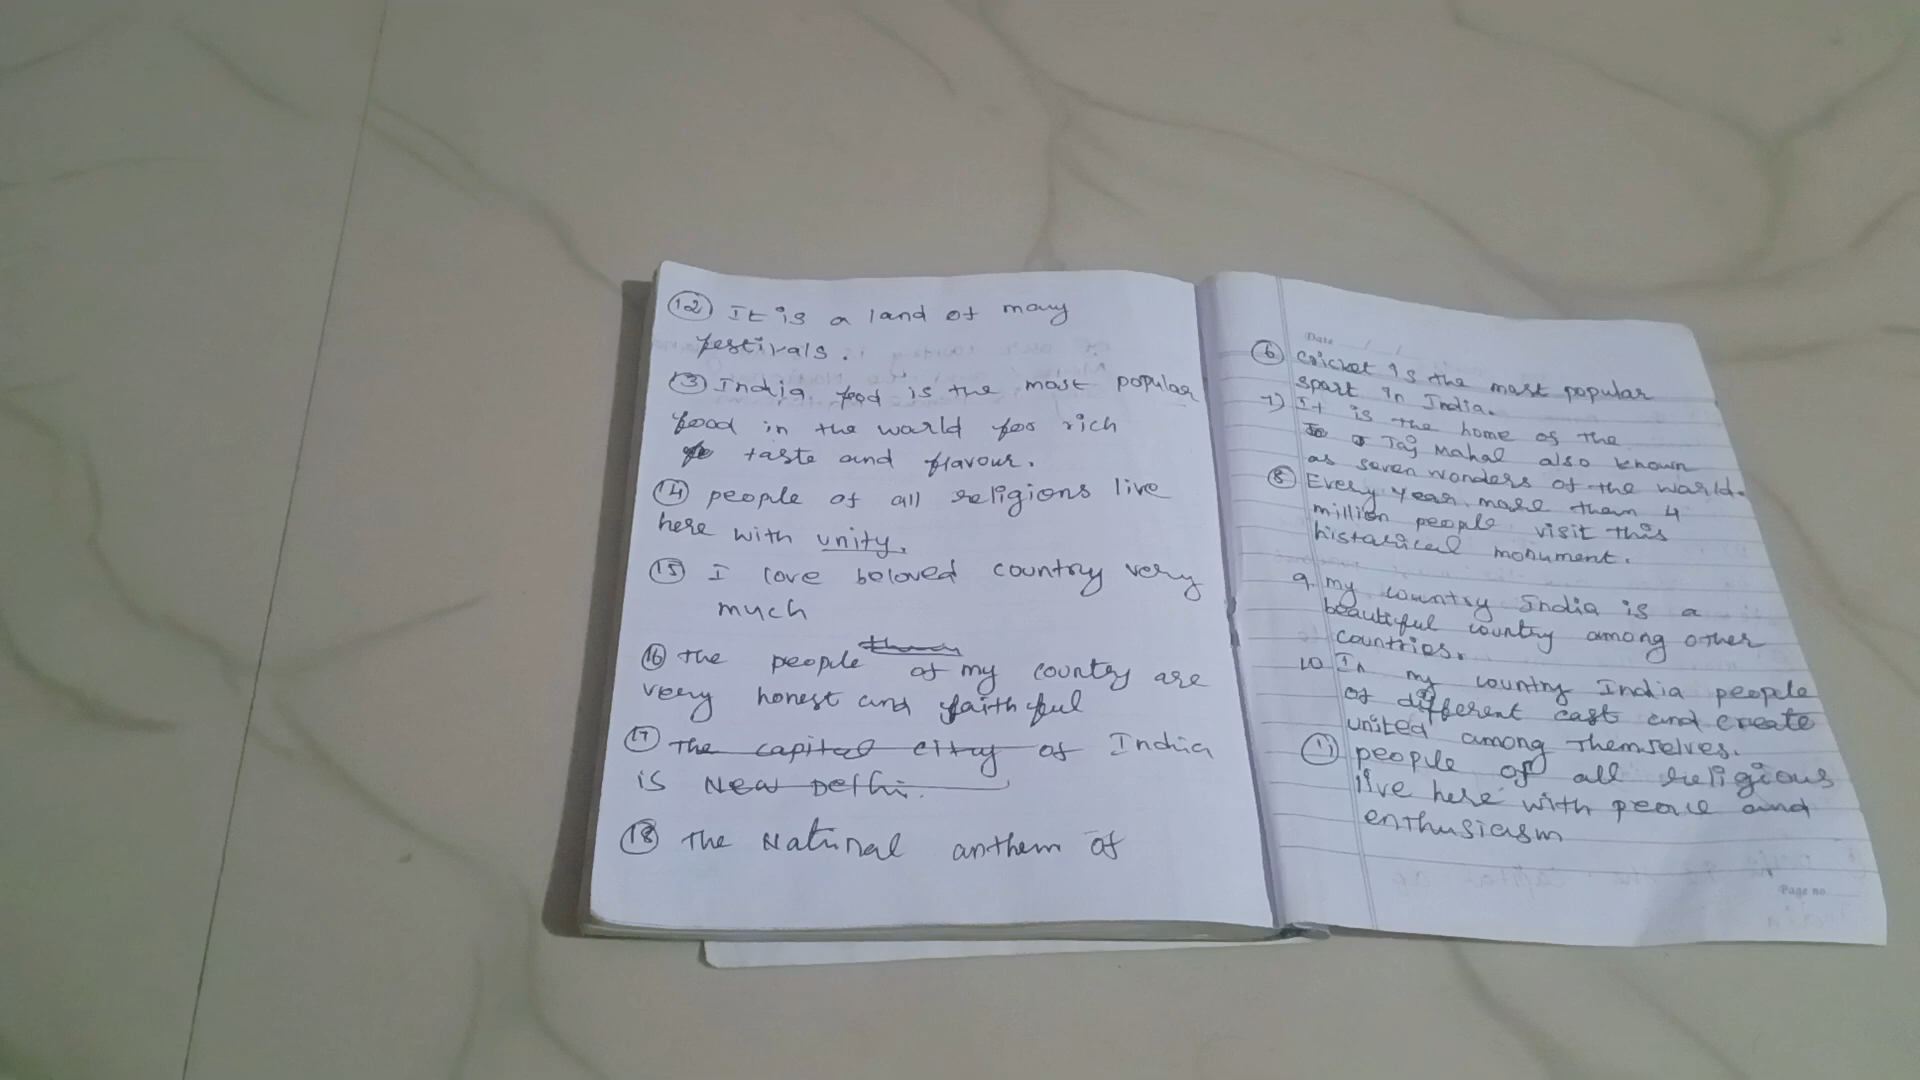 12 It is a land of many
festivals.
13 India food is the most popular
food in the world for rich
taste and flavour.
14 people of all religions live
here with unity.
15 I love beloved country very
much
16 The people of my country are
very honest and faithful
17 The capital city of India
is New Delhi.
18 The Natural anthem of
Date / /
6 Cricket is the most popular
sport in India.
7) It is the home of the
Taj Mahal also known
as seven wonders of the world.
8 Every year more than 4
million people visit this
historical monument.
9. my country India is a
beautiful country among other
countries.
10 In my country India people
of different cast and create
united among themselves.
11 people of all religious
live here with peace and
enthusiasm
Page no.